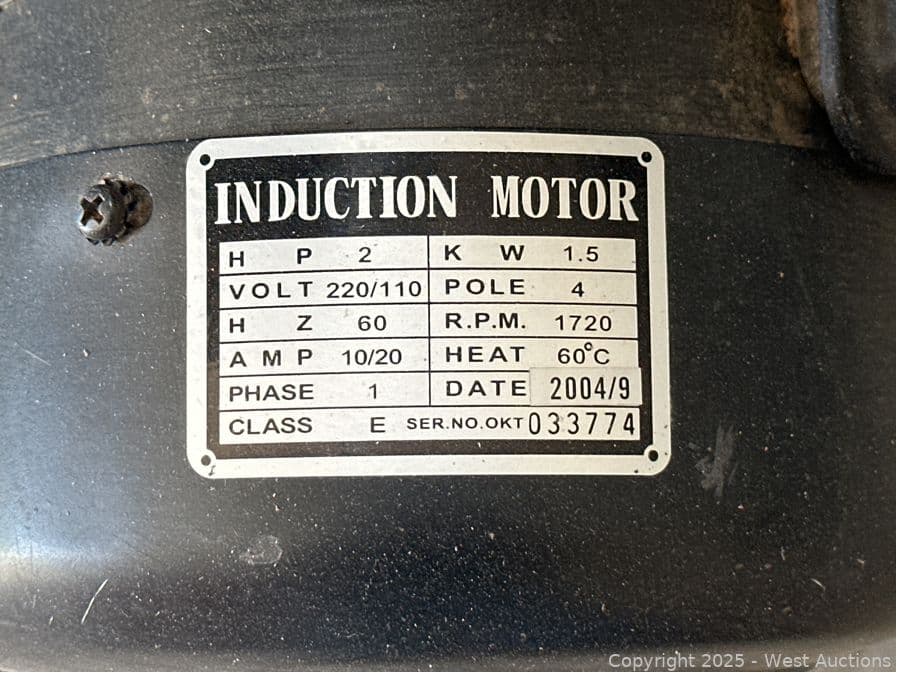 INDUCTION MOTOR
H P 2 K W 1.5
VOLT 220/110 POLE 4
H Z 60 R.P.M. 1720
A M P 10/20 HEAT 60°C
PHASE 1 DATE 2004/9
CLASS E SER.NO.OKT 033774
Copyright 2025 - West Auctions